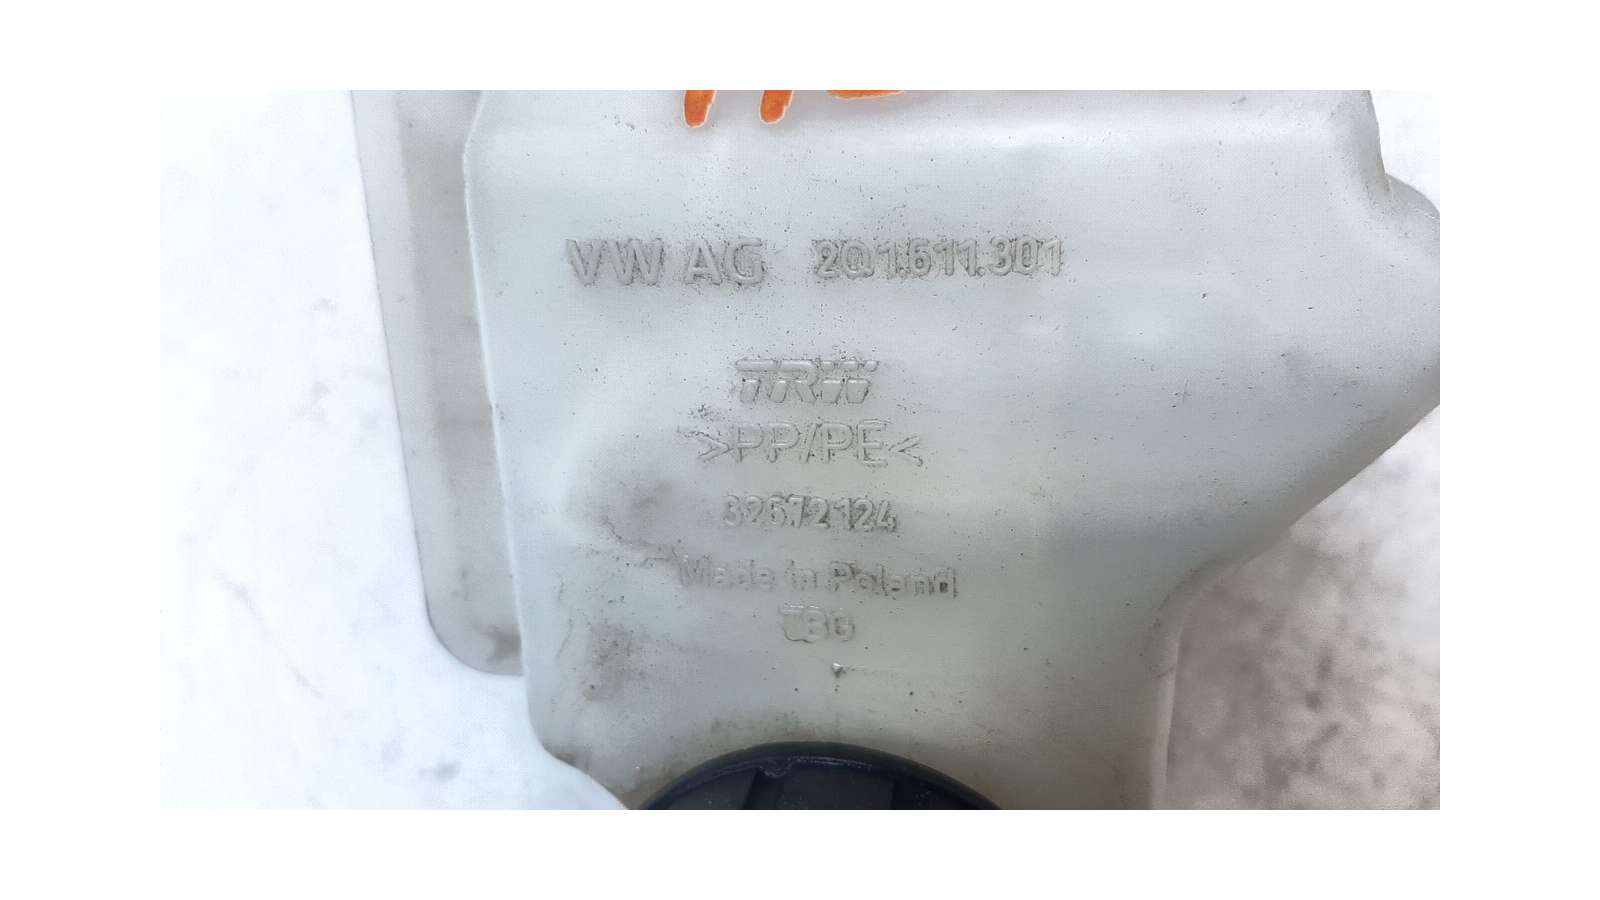 VW AG 2Q1.611.301
TRW
>PP/PE<
32672124
Made in Poland